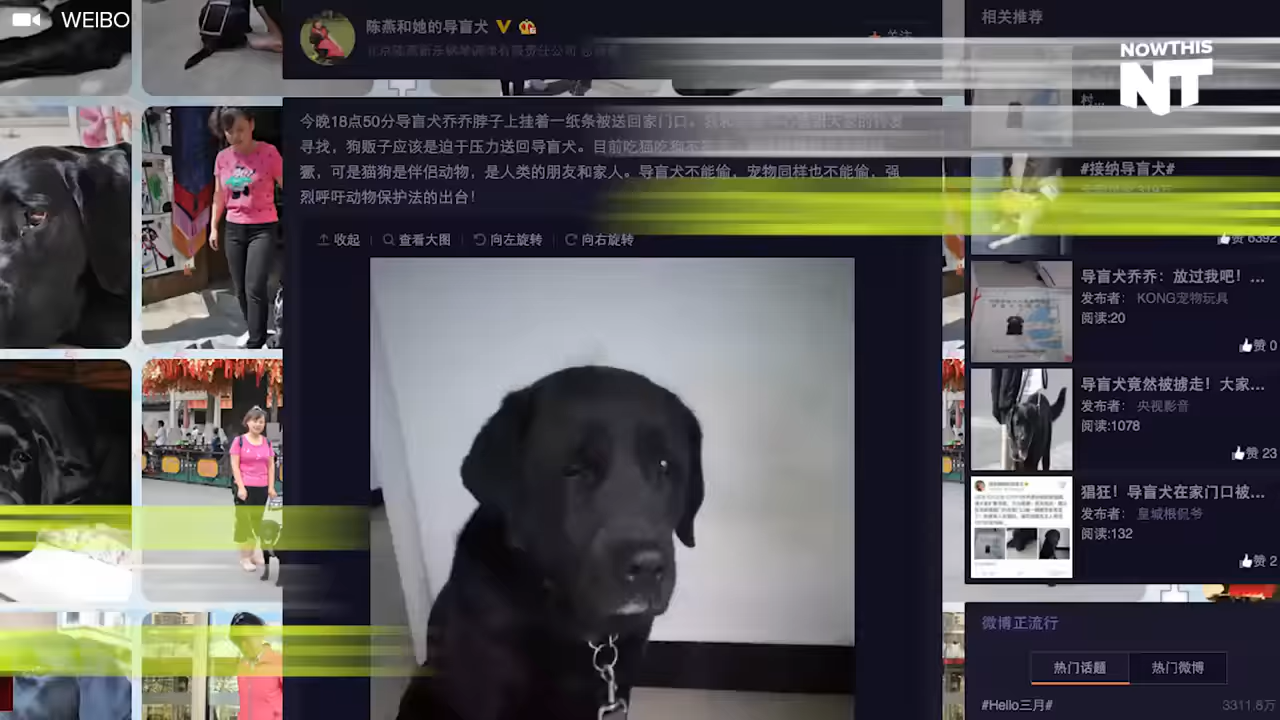 WEIBO
陈燕和她的导盲犬
关注
相关推荐
NOWTHIS
NT
今晚18点50分导盲犬乔乔脖子上挂着一纸条被送回家门口。
寻找，狗贩子应该是迫于压力送回导盲犬。目前吃猫吃狗
獗，可是猫狗是伴侣动物，是人类的朋友和家人。导盲犬不能偷，宠物同样也不能偷，强
烈呼吁动物保护法的出台！
收起
查看大图
向左旋转
向右旋转
村...
#接纳导盲犬#
赞 6392
导盲犬乔乔：放过我吧！...
发布者： KONG宠物玩具
阅读:20
赞 0
导盲犬竟然被掳走！大家...
发布者： 央视影音
阅读:1078
赞 23
猖狂！导盲犬在家门口被...
发布者： 皇城根侃爷
阅读:132
赞 2
微博正流行
热门话题
热门微博
#Hello三月#
3311.8万